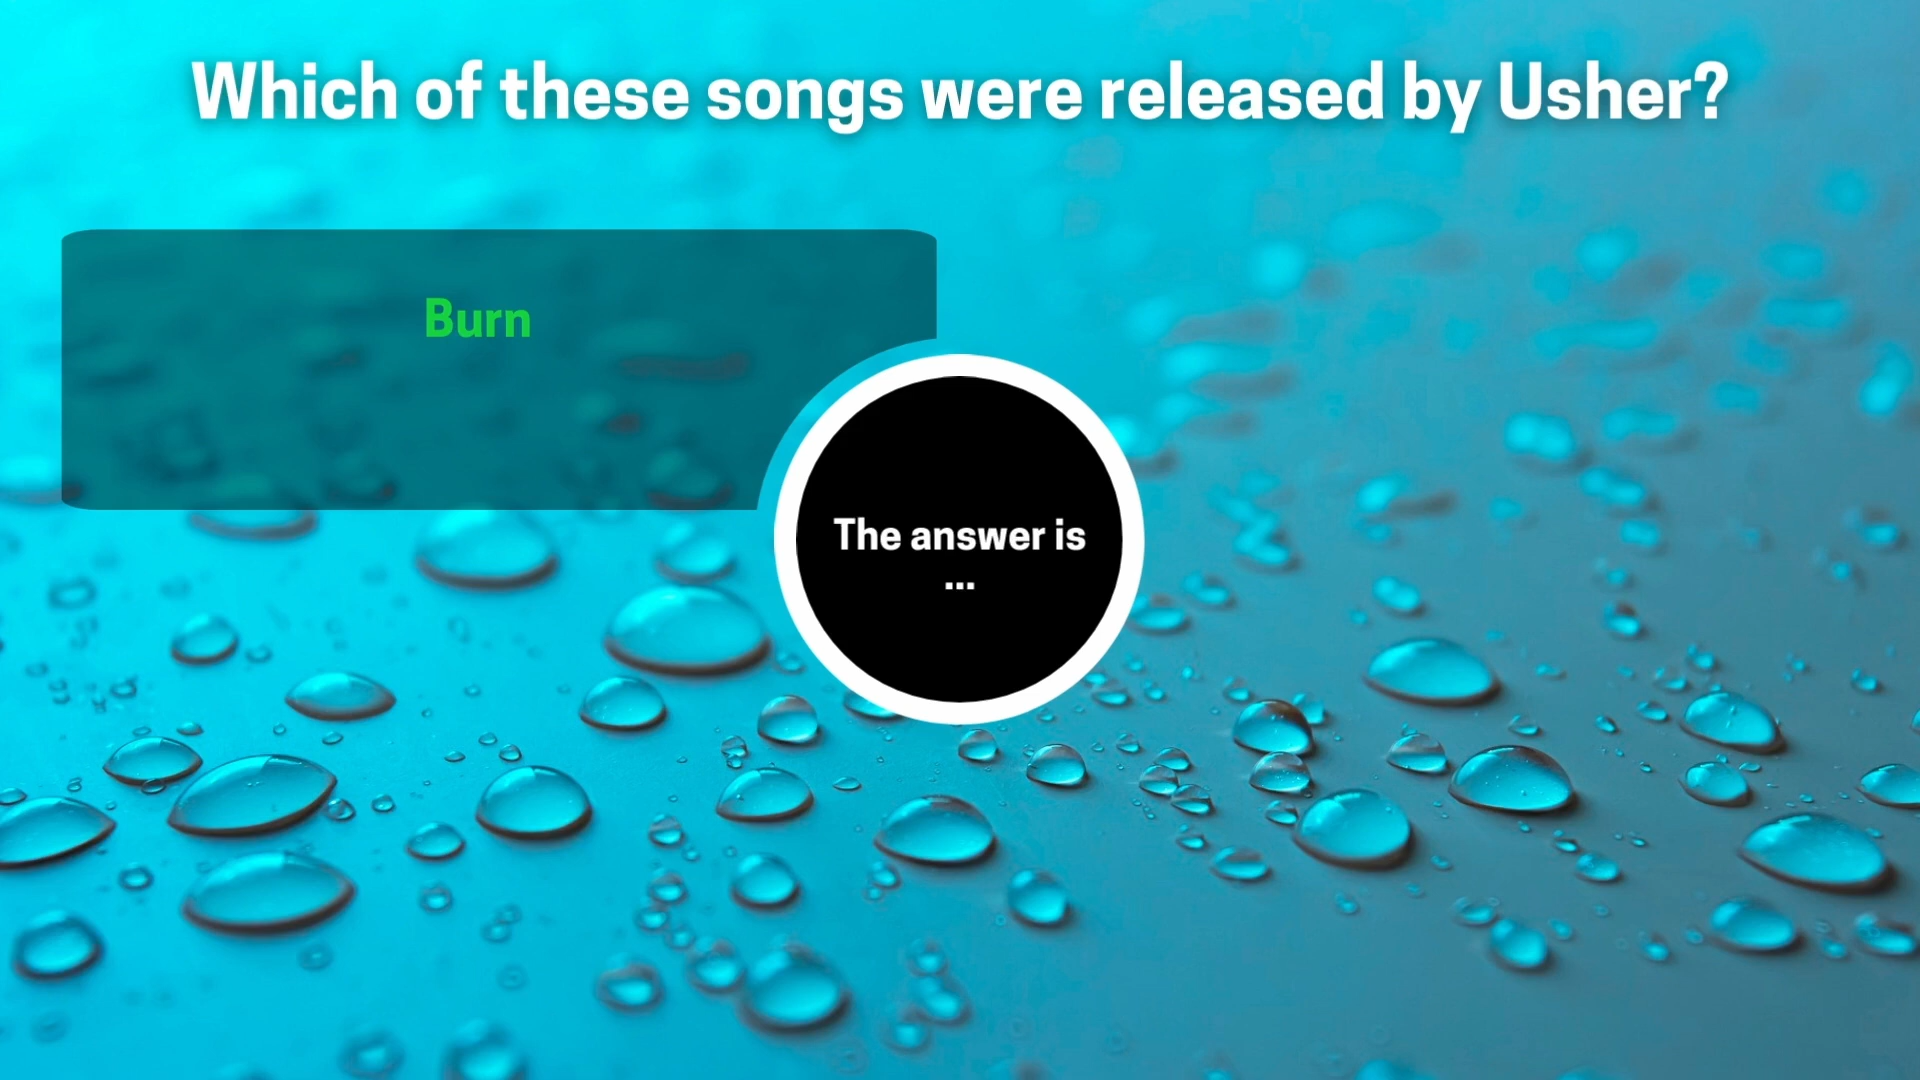 Which of these songs were released by Usher?
Burn
The answer is
...